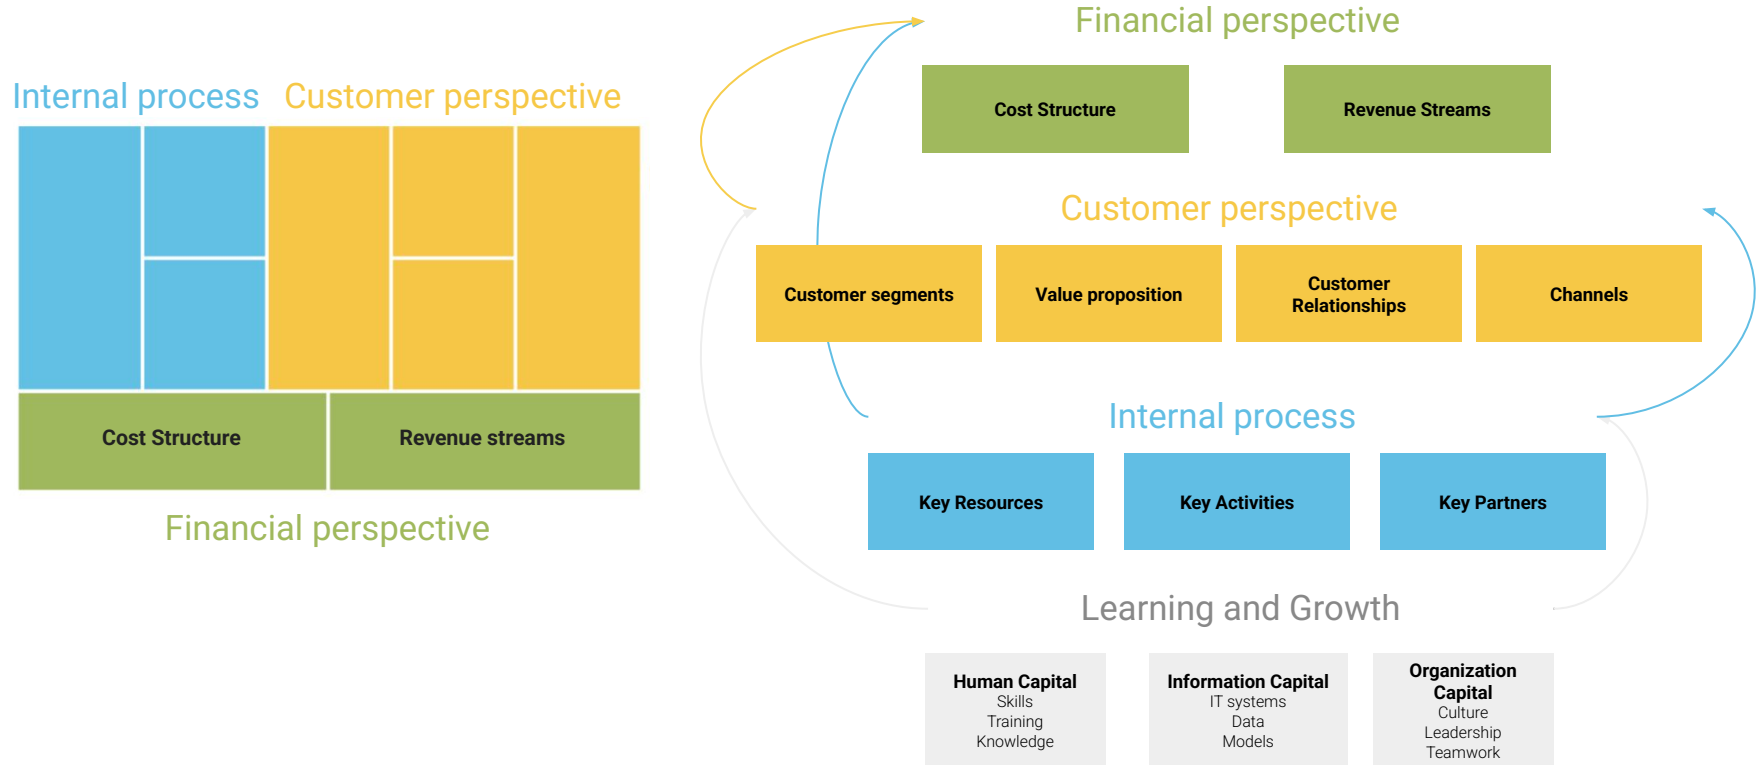 Internal process
Customer perspective
Cost Structure
Revenue streams
Financial perspective
Financial perspective
Cost Structure
Revenue Streams
Customer perspective
Customer segments
Value proposition
Customer
Relationships
Channels
Internal process
Key Resources
Key Activities
Key Partners
Learning and Growth
Human Capital
Skills
Training
Knowledge
Information Capital
IT systems
Data
Models
Organization
Capital
Culture
Leadership
Teamwork